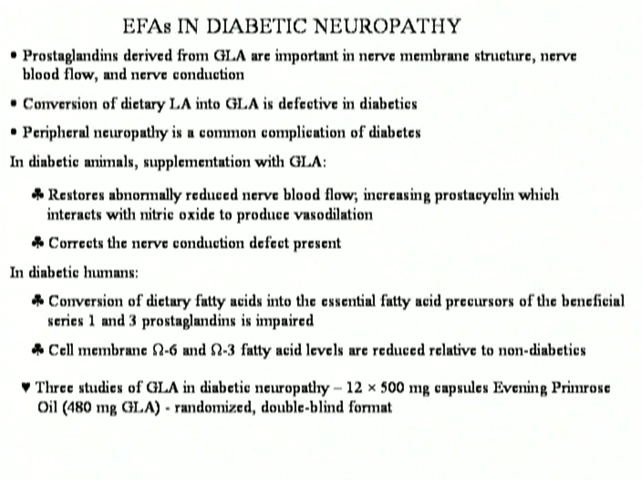 EFAs IN DIABETIC NEUROPATHY
• Prostaglandins derived from GLA are important in nerve membrane structure, nerve
blood flow, and nerve conduction
• Conversion of dietary LA into GLA is defective in diabetics
• Peripheral neuropathy is a common complication of diabetes
In diabetic animals, supplementation with GLA:
♣ Restores abnormally reduced nerve blood flow; increasing prostacyclin which
interacts with nitric oxide to produce vasodilation
♣ Corrects the nerve conduction defect present
In diabetic humans:
♣ Conversion of dietary fatty acids into the essential fatty acid precursors of the beneficial
series 1 and 3 prostaglandins is impaired
♣ Cell membrane Ω-6 and Ω-3 fatty acid levels are reduced relative to non-diabetics
♥ Three studies of GLA in diabetic neuropathy – 12 × 500 mg capsules Evening Primrose
Oil (480 mg GLA) - randomized, double-blind format